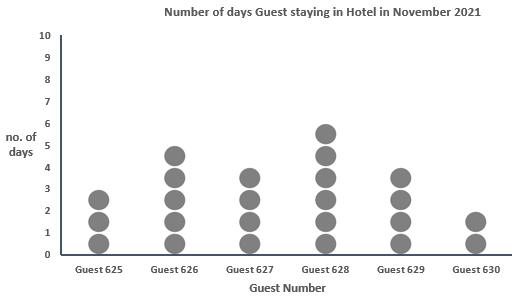 Number of days Guest staying in Hotel in November 2021
10
9
8
7
6
5
4
3
2
1
0
no. of
days
Guest 625 Guest 626 Guest 627 Guest 628 Guest 629 Guest 630
Guest Number